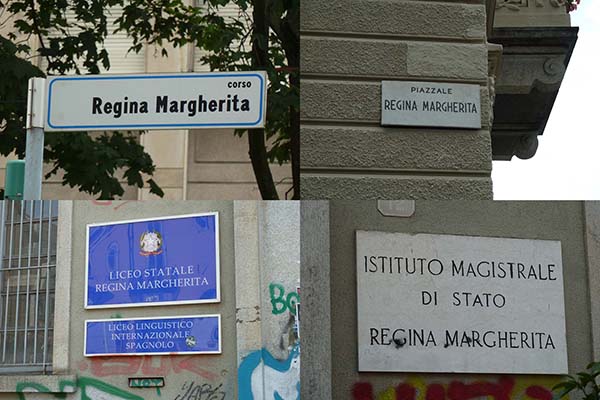 corso
Regina Margherita
PIAZZALE
REGINA MARGHERITA
LICEO STATALE
REGINA MARGHERITA
LICEO LINGUISTICO
INTERNAZIONALE
SPAGNOLO
ISTITUTO MAGISTRALE
DI STATO
REGINA MARGHERITA